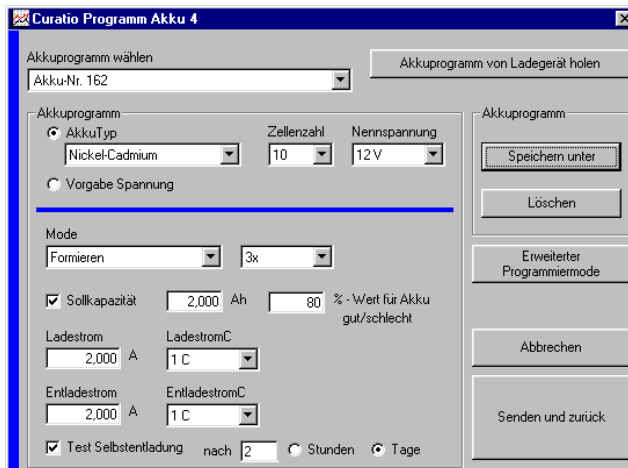 Curatio Programm Akku 4
Akkuprogramm wählen
Akku-Nr. 162
Akkuprogramm von Ladegerät holen
Akkuprogramm
AkkuTyp
Zellenzahl
Nennspannung
Nickel-Cadmium
10
12 V
Vorgabe Spannung
Akkuprogramm
Speichern unter
Löschen
Mode
Formieren
3x
Sollkapazität
2,000 Ah
80
% - Wert für Akku
gut/schlecht
Ladestrom
LadestromC
2,000 A
1 C
Entladestrom
EntladestromC
2,000 A
1 C
Test Selbstentladung
nach 2
Stunden
Tage
Erweiterter
Programmiermode
Abbrechen
Senden und zurück